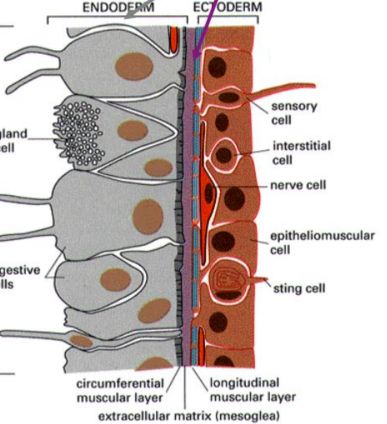 ENDODERM
ECTODERM
sensory
cell
gland
cell
interstitial
cell
nerve cell
epitheliomuscular
cell
gestive
lls
sting cell
circumferential
muscular layer
longitudinal
muscular layer
extracellular matrix (mesoglea)